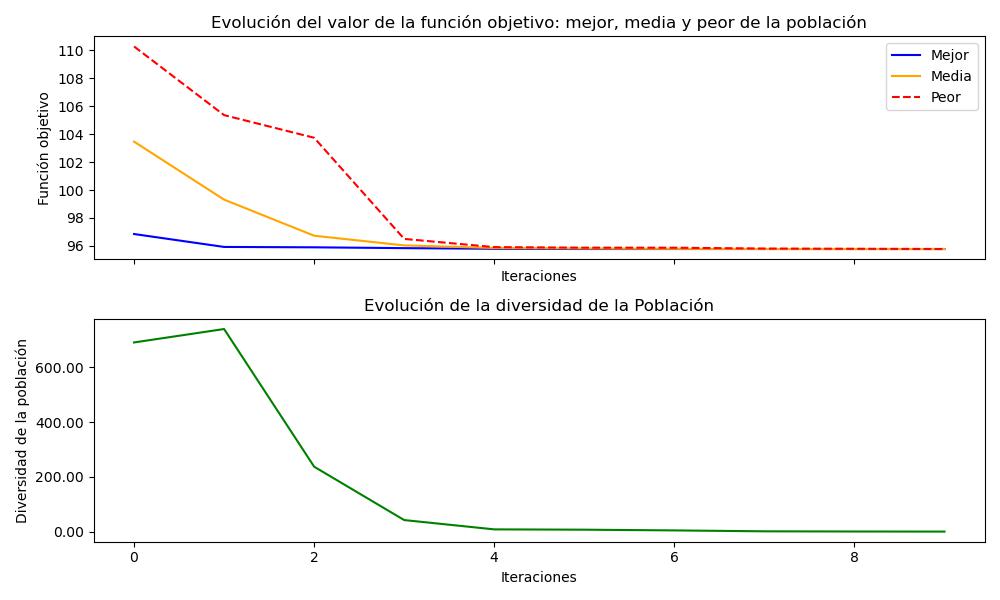 Evolución del valor de la función objetivo: mejor, media y peor de la población
Función objetivo
110
108
106
104
102
100
98
96
Mejor
Media
Peor
Iteraciones
Evolución de la diversidad de la Población
Diversidad de la población
600.00
400.00
200.00
0.00
0 2 4 6 8
Iteraciones